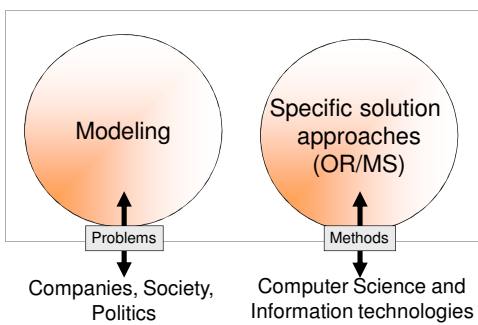 Modeling
Specific solution
approaches
(OR/MS)
Problems
Methods
Companies, Society,
Politics
Computer Science and
Information technologies